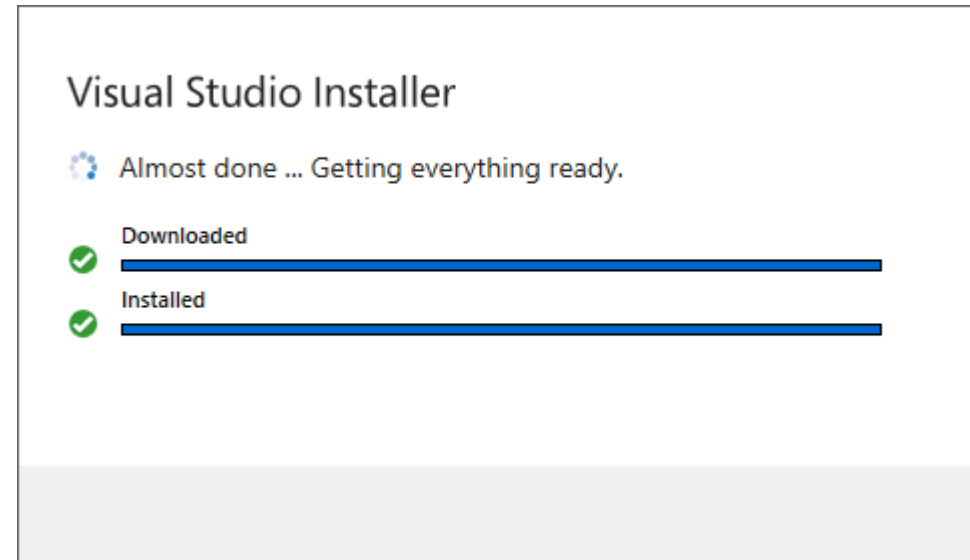 Visual Studio Installer
Almost done ... Getting everything ready.
Downloaded
Installed